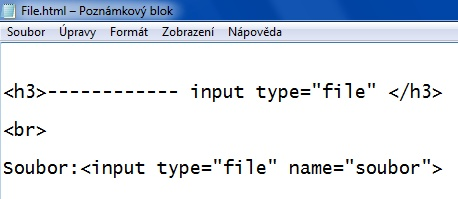 File.html – Poznámkový blok
Soubor Úpravy Formát Zobrazení Nápověda
<h3>------------ input type="file" </h3>
<br>
Soubor:<input type="file" name="soubor">